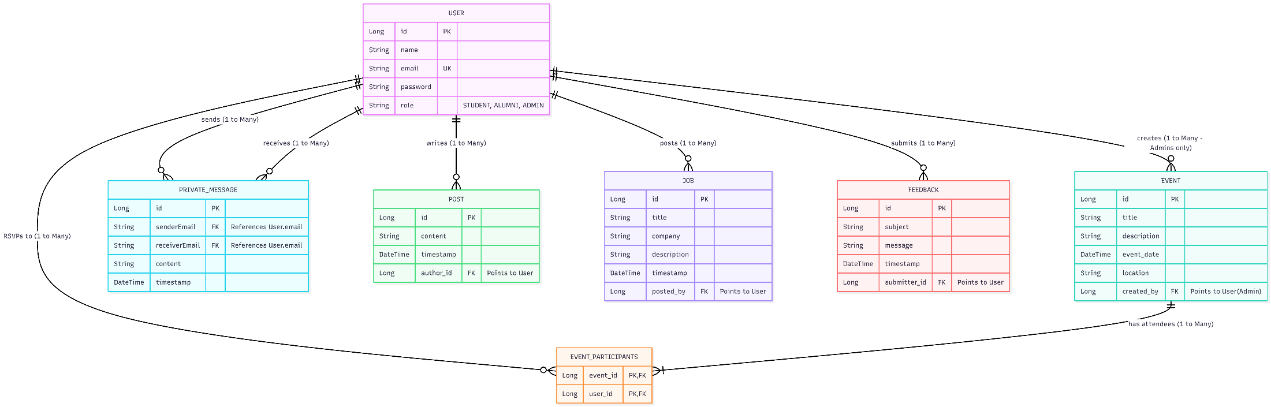 USER
Long id PK
String name
String email UK
String password
String role STUDENT, ALUMNI, ADMIN
sends (1 to Many)
receives (1 to Many)
writes (1 to Many)
posts (1 to Many)
submits (1 to Many)
creates (1 to Many -
Admins only)
PRIVATE_MESSAGE
Long id PK
String senderEmail FK References User.email
String receiverEmail FK References User.email
String content
DateTime timestamp
POST
Long id PK
String content
DateTime timestamp
Long author_id FK Points to User
JOB
Long id PK
String title
String company
String description
DateTime timestamp
Long posted_by FK Points to User
FEEDBACK
Long id PK
String subject
String message
DateTime timestamp
Long submitter_id FK Points to User
EVENT
Long id PK
String title
String description
DateTime event_date
String location
Long created_by FK Points to User(Admin)
RSVPs to (1 to Many)
has attendees (1 to Many)
EVENT_PARTICIPANTS
Long event_id PK,FK
Long user_id PK,FK